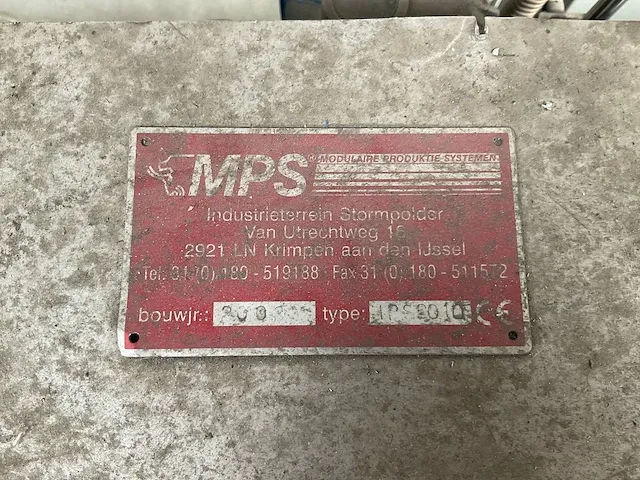 MPS MODULAIRE PRODUKTIE SYSTEMEN
Industrieterrein Stormpolder
Van Utrechtweg 16
2921 LN Krimpen aan den IJssel
Tel: 31 (0) 180 - 519188 Fax 31 (0) 180 - 511572
bouwjr.: type: CE